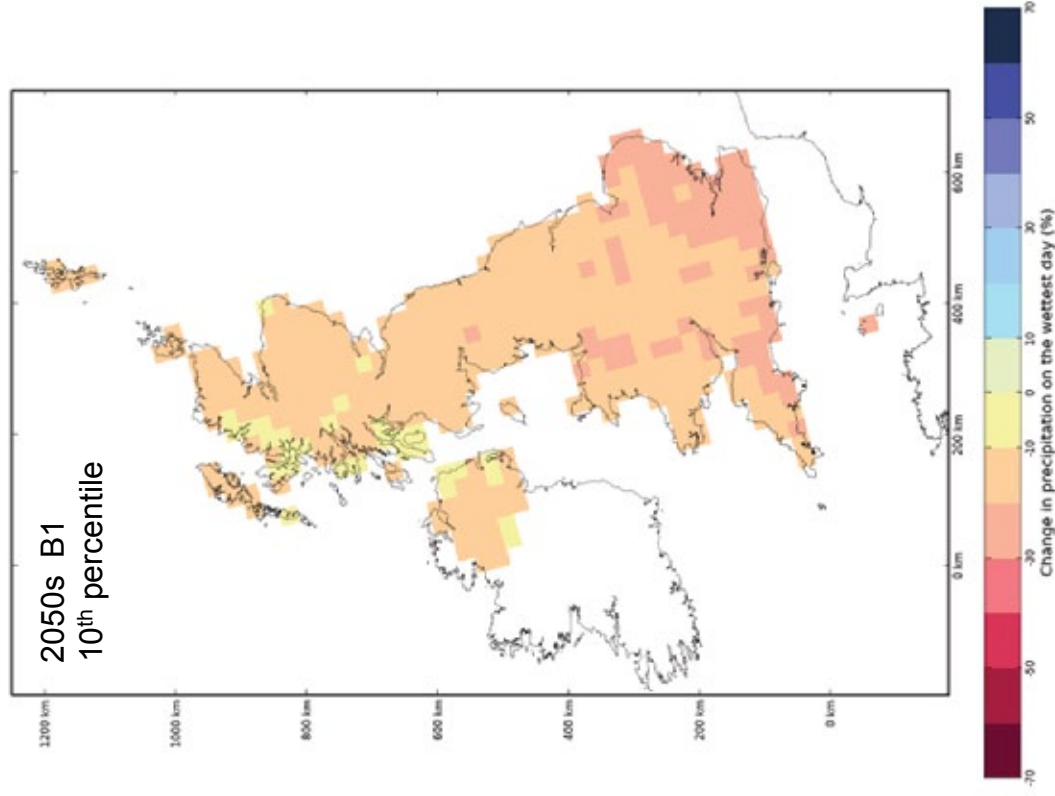 2050s B1
10th percentile
1200 km
1000 km
800 km
600 km
400 km
200 km
0 km
0 km
200 km
400 km
600 km
-70
-50
-30
-10
0
10
30
50
70
Change in precipitation on the wettest day (%)